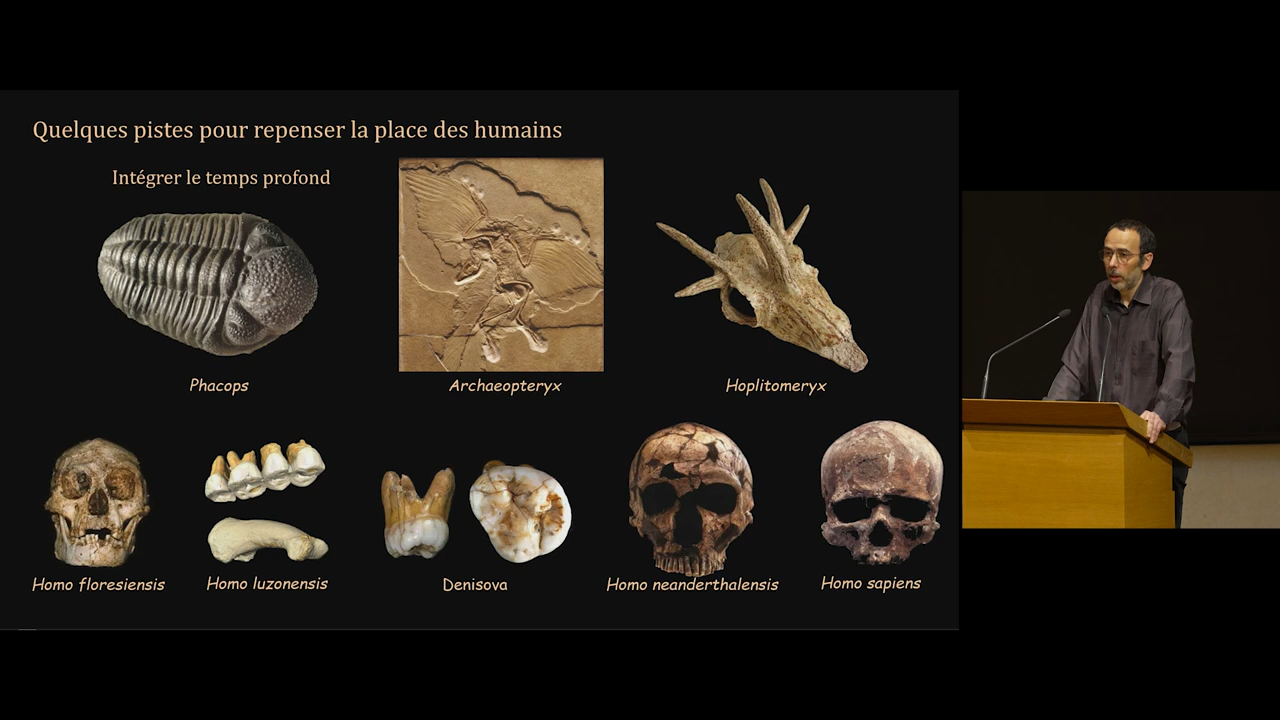 Quelques pistes pour repenser la place des humains
Intégrer le temps profond
Phacops
Archaeopteryx
Hoplitomeryx
Homo floresiensis
Homo luzonensis
Denisova
Homo neanderthalensis
Homo sapiens